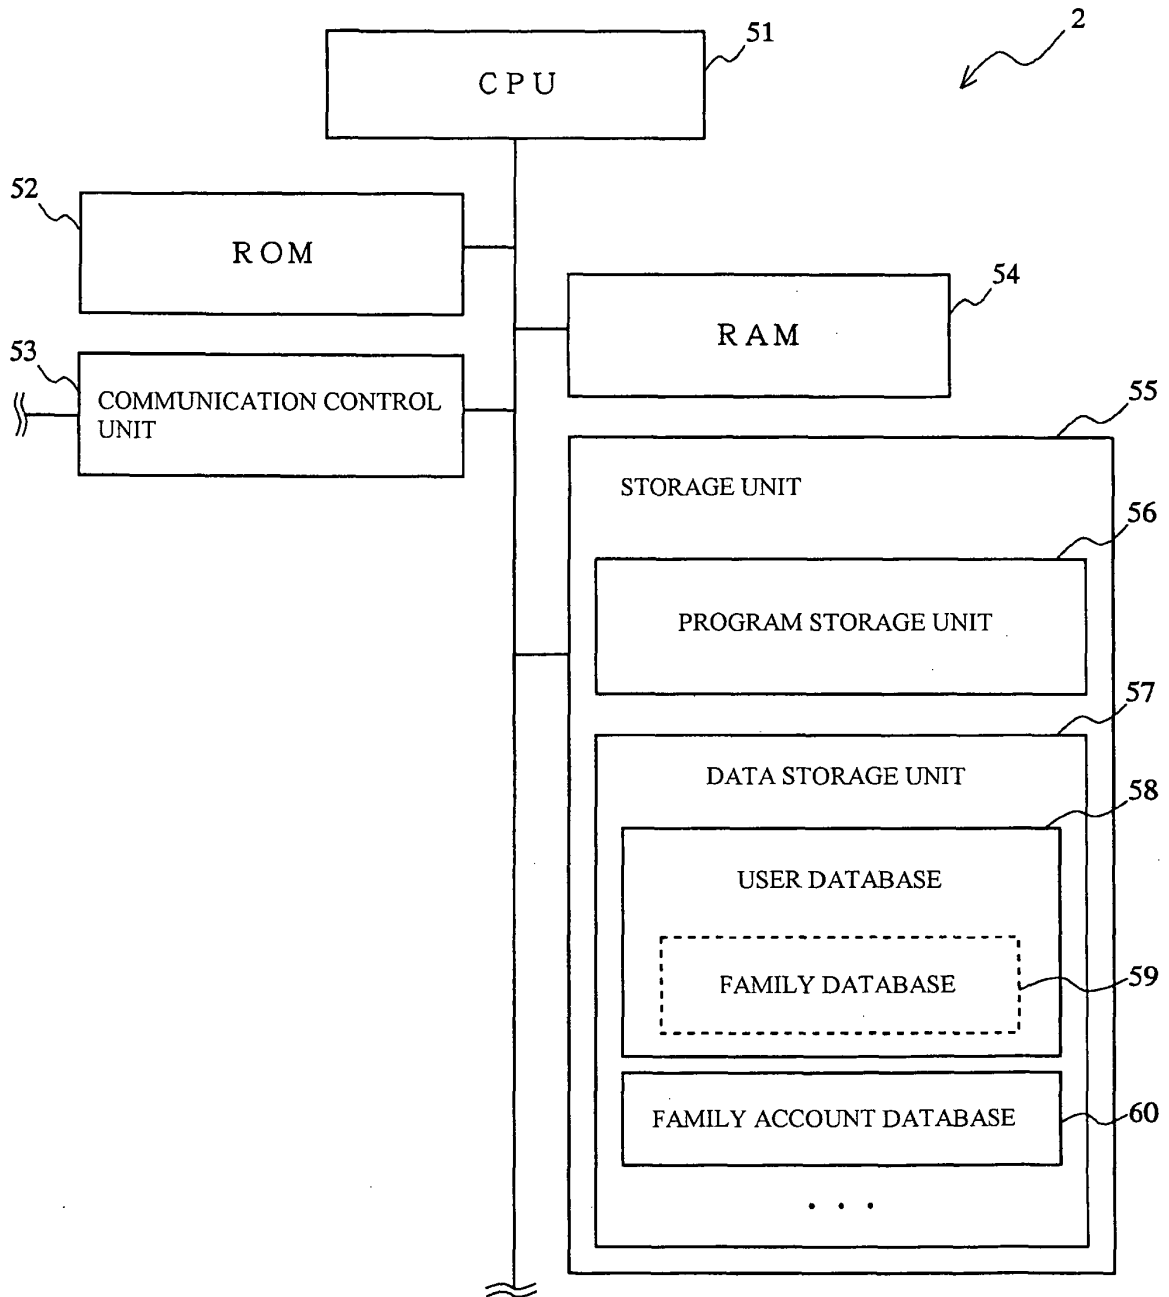 2
51
CPU
52
ROM
54
RAM
53
COMMUNICATION CONTROL
UNIT
55
STORAGE UNIT
56
PROGRAM STORAGE UNIT
57
DATA STORAGE UNIT
58
USER DATABASE
59
FAMILY DATABASE
60
FAMILY ACCOUNT DATABASE
. . .